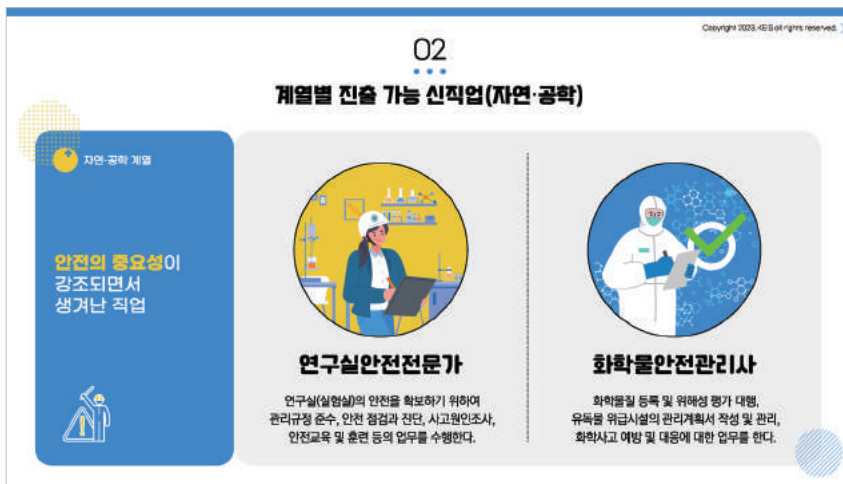 Copyright 2023. KEIS all rights reserved.
02
계열별 진출 가능 신직업(자연·공학)
자연·공학 계열
안전의 중요성이
강조되면서
생겨난 직업
연구실안전전문가
연구실(실험실)의 안전을 확보하기 위하여
관리규정 준수, 안전 점검과 진단, 사고원인조사,
안전교육 및 훈련 등의 업무를 수행한다.
화학물안전관리사
화학물질 등록 및 위해성 평가 대행,
유독물 위급시설의 관리계획서 작성 및 관리,
화학사고 예방 및 대응에 대한 업무를 한다.